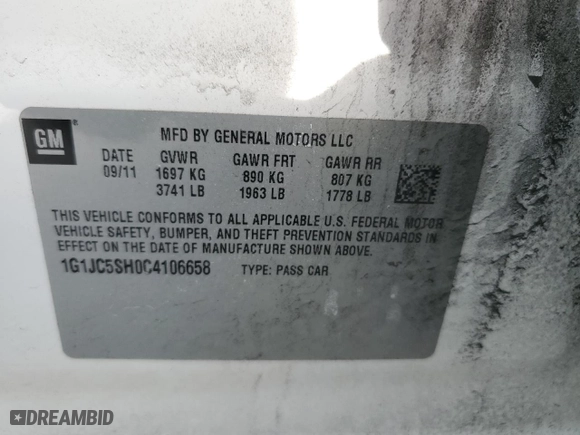 GM
MFD BY GENERAL MOTORS LLC
DATE GVWR GAWR FRT GAWR RR
09/11 1697 KG 890 KG 807 KG
3741 LB 1963 LB 1778 LB
THIS VEHICLE CONFORMS TO ALL APPLICABLE U.S. FEDERAL MOTOR
VEHICLE SAFETY, BUMPER, AND THEFT PREVENTION STANDARDS IN
EFFECT ON THE DATE OF MANUFACTURE SHOWN ABOVE.
1G1JC5SH0C4106658 TYPE: PASS CAR
DREAMBID